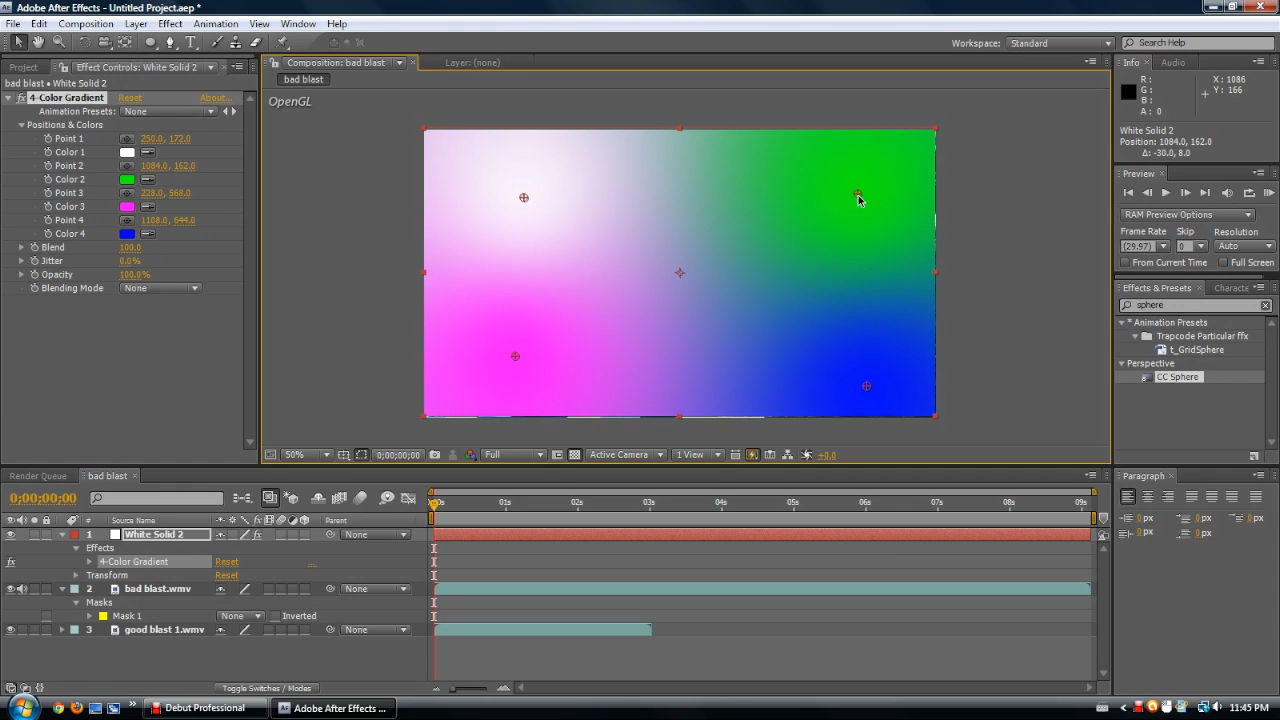 Adobe After Effects - Untitled Project.aep *
File Edit Composition Layer Effect Animation View Window Help
Workspace: Standard Search Help
Project Effect Controls: White Solid 2
bad blast • White Solid 2
4-Color Gradient Reset About...
Animation Presets: None
Positions & Colors
Point 1 250.0, 172.0
Color 1
Point 2 1084.0, 162.0
Color 2
Point 3 228.0, 568.0
Color 3
Point 4 1108.0, 644.0
Color 4
Blend 100.0
Jitter 0.0%
Opacity 100.0%
Blending Mode None
Composition: bad blast Layer: (none)
bad blast
OpenGL
50% 0;00;00;00 Full Active Camera 1 View +0.0
Info Audio
R: X: 1086
G: Y: 166
B:
A: 0
White Solid 2
Position: 1084.0, 162.0
Δ: -30.0, 8.0
Preview
RAM Preview Options
Frame Rate Skip Resolution
(29.97) 0 Auto
From Current Time Full Screen
Effects & Presets Characte
sphere
* Animation Presets
Trapcode Particular ffx
t_GridSphere
Perspective
CC Sphere
Render Queue bad blast
0;00;00;00
01s 02s 03s 04s 05s 06s 07s 08s 09s
# Source Name Parent
1 White Solid 2 None
Effects
4-Color Gradient Reset ...
Transform Reset
2 bad blast.wmv None
Masks
Mask 1 None Inverted
3 good blast 1.wmv None
Toggle Switches / Modes
Paragraph
0 px 0 px 0 px
0 px 0 px
Debut Professional Adobe After Effects ... 11:45 PM